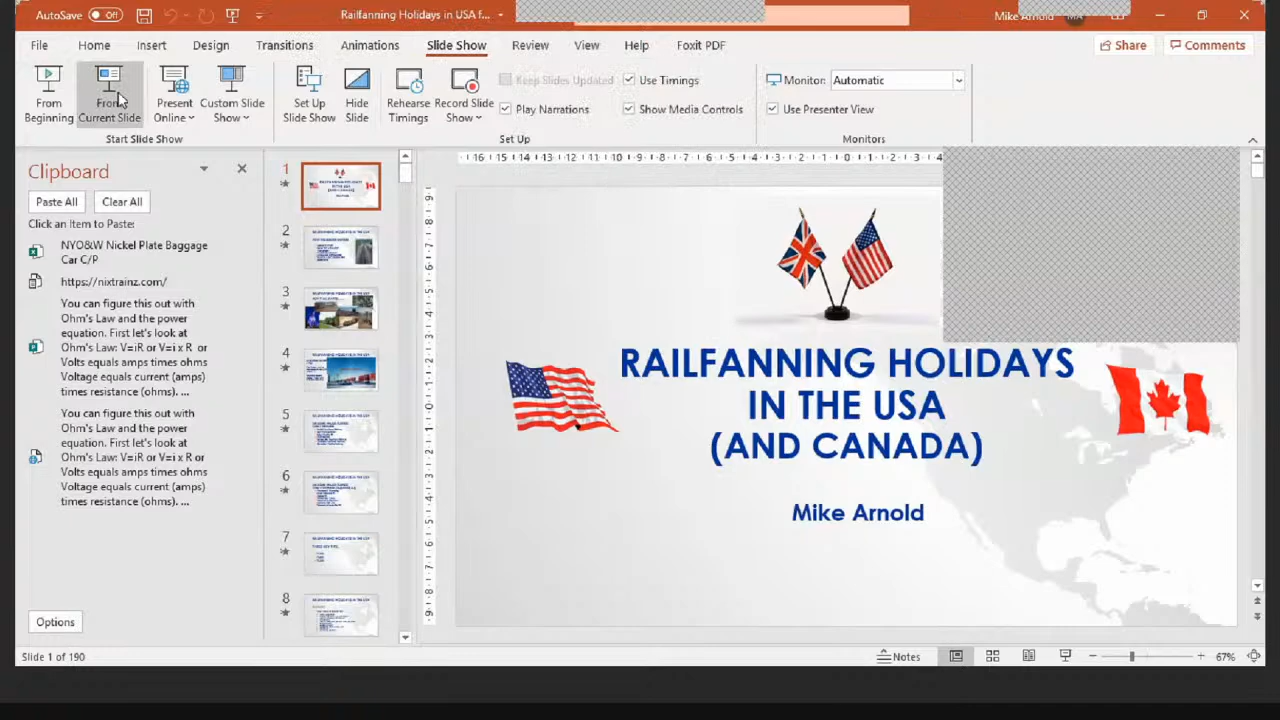 AutoSave Off
Railfanning Holidays in USA f...
Mike Arnold
File Home Insert Design Transitions Animations Slide Show Review View Help Foxit PDF
Share Comments
From Beginning
From Current Slide
Present Online
Custom Slide Show
Set Up Slide Show
Hide Slide
Rehearse Timings
Record Slide Show
Keep Slides Updated
Play Narrations
Use Timings
Show Media Controls
Monitor: Automatic
Use Presenter View
Start Slide Show
Set Up
Monitors
Clipboard
Paste All Clear All
Click an Item to Paste:
NYO&W Nickel Plate Baggage
Car C/P
https://nixtrainz.com/
You can figure this out with
Ohm's Law and the power
equation. First let's look at
Ohm's Law: V=iR or V=i x R or
Volts equals amps times ohms
Voltage equals current (amps)
times resistance (ohms). ...
You can figure this out with
Ohm's Law and the power
equation. First let's look at
Ohm's Law: V=iR or V=i x R or
Volts equals amps times ohms
Voltage equals current (amps)
times resistance (ohms). ...
Options
1
2
3
4
5
6
7
8
RAILFANNING HOLIDAYS
IN THE USA
(AND CANADA)
Mike Arnold
Slide 1 of 190
Notes
67%